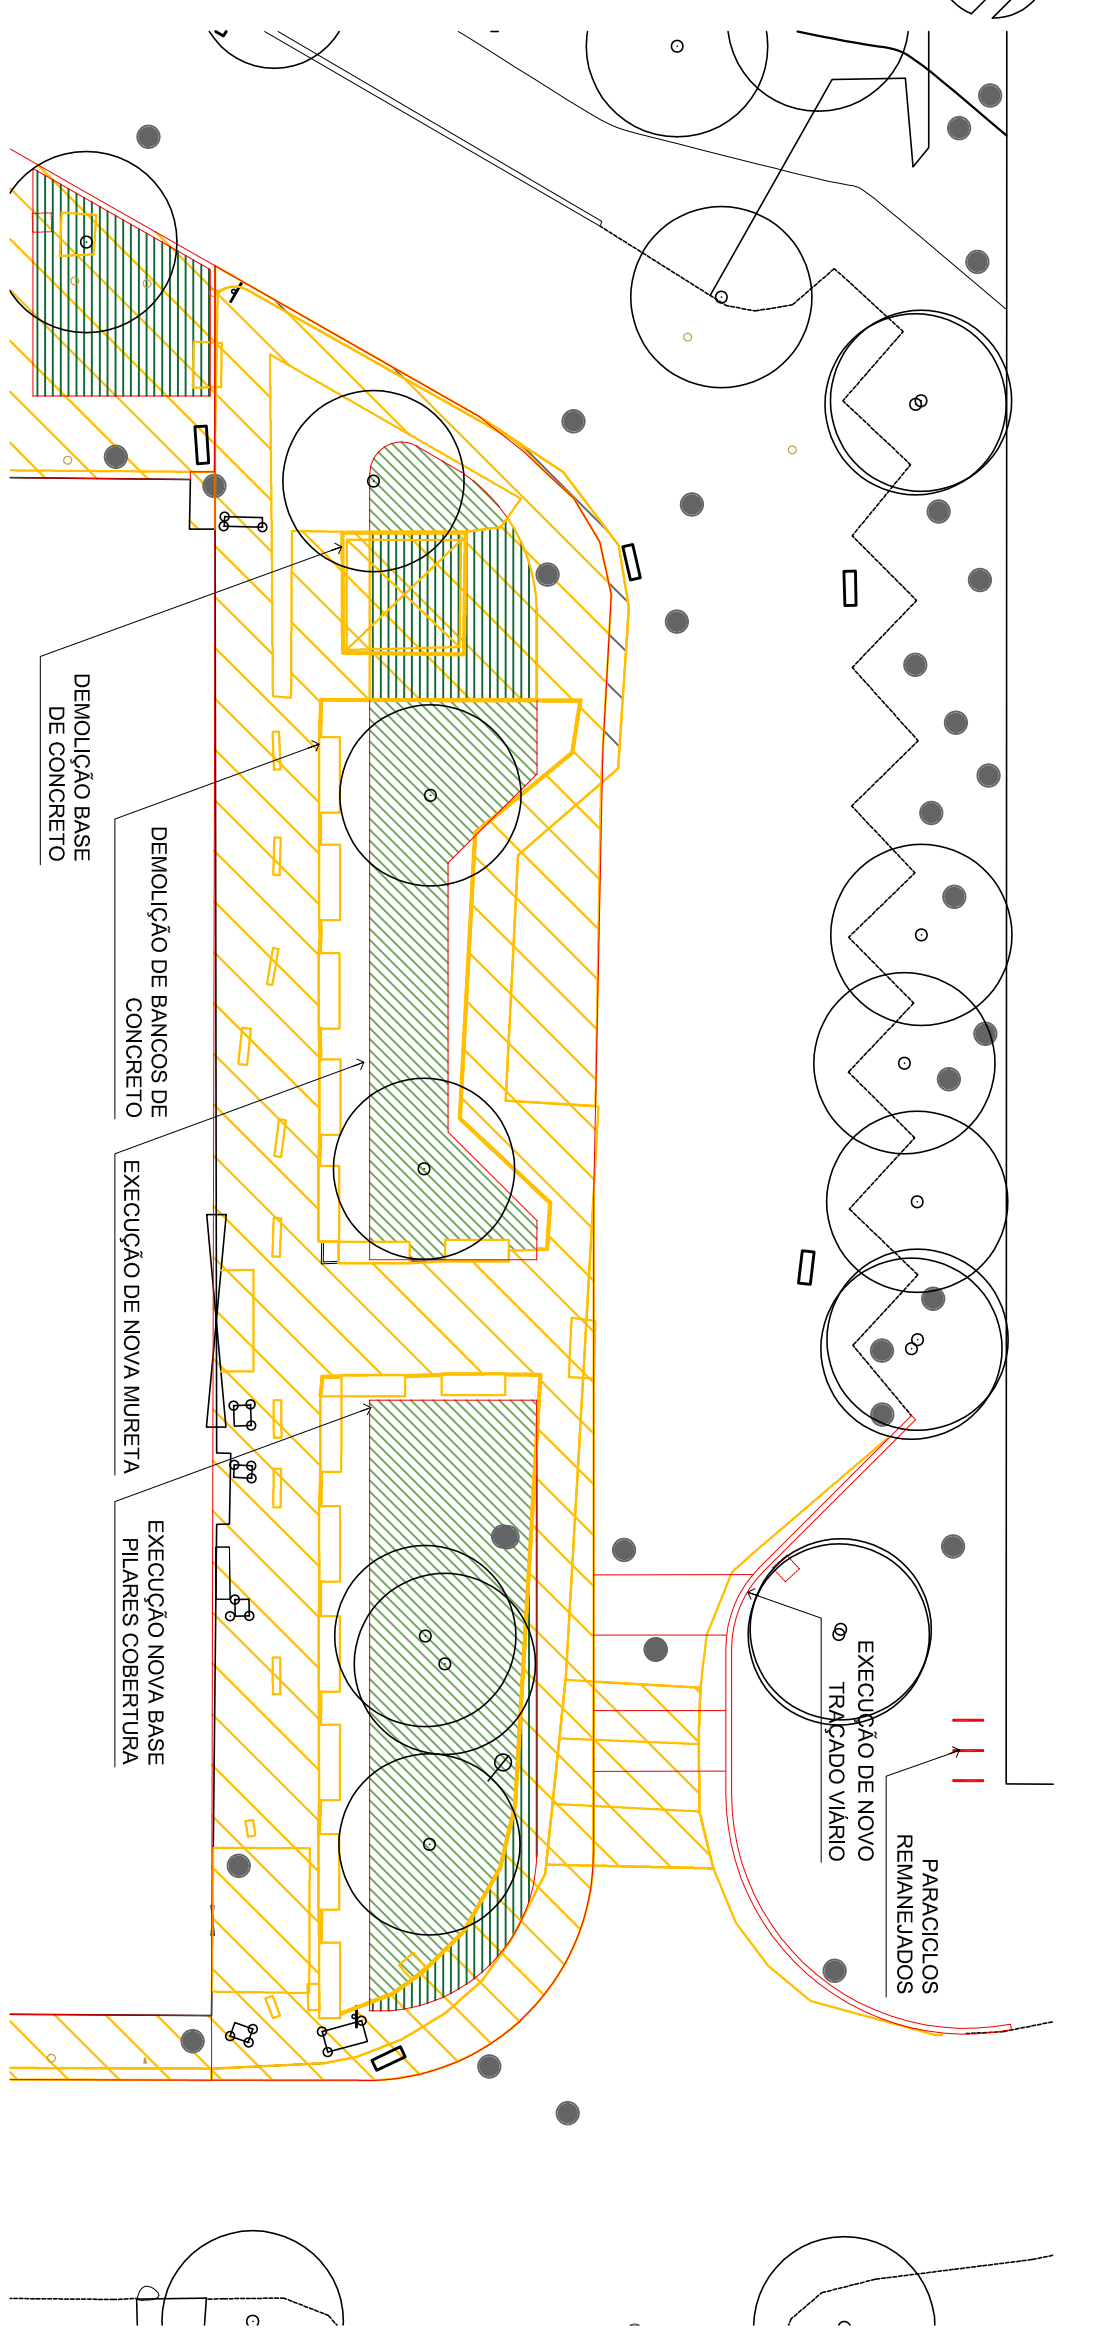 DEMOLIÇÃO BASE
DE CONCRETO
DEMOLIÇÃO DE BANCOS DE
CONCRETO
EXECUÇÃO DE NOVA MURETA
EXECUÇÃO NOVA BASE
PILARES COBERTURA
EXECUÇÃO DE NOVO
TRAÇADO VIÁRIO
PARACICLOS
REMANEJADOS